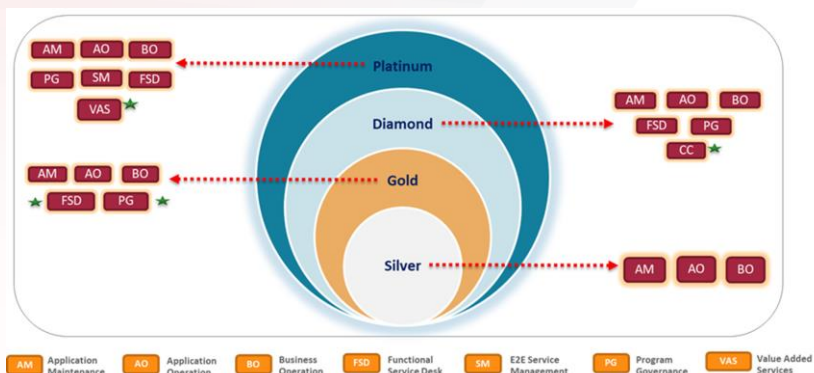 AM AO BO
PG SM FSD
VAS
Platinum
Diamond
AM AO BO
FSD PG
CC
AM AO BO
FSD PG
Gold
Silver
AM AO BO
AM Application Maintenance
AO Application Operation
BO Business Operation
FSD Functional Service Desk
SM E2E Service Management
PG Program Governance
VAS Value Added Services